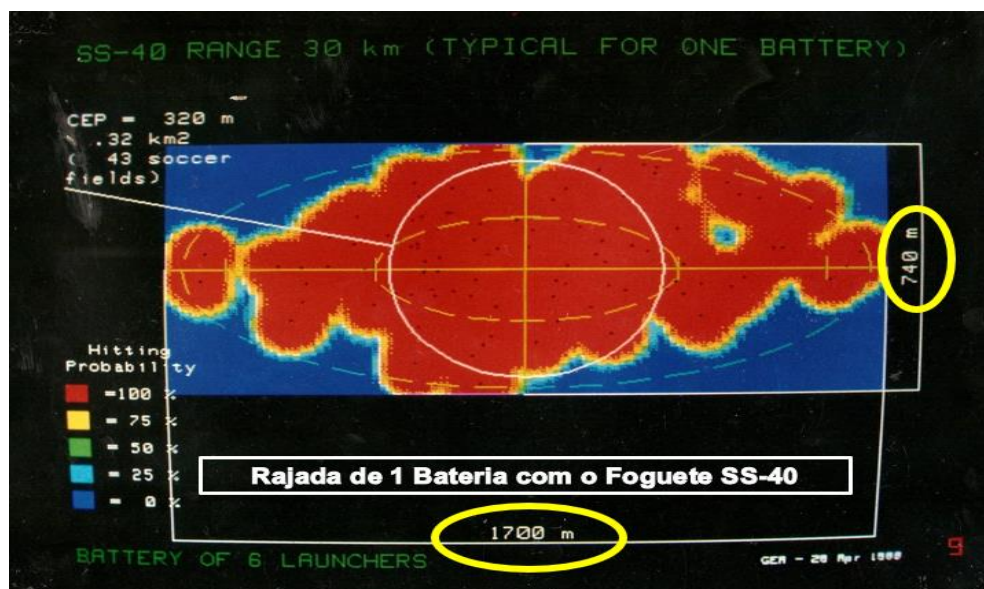 SS-40 RANGE 30 km (TYPICAL FOR ONE BATTERY)
CEP = 320 m
.32 km2
( 43 soccer
fields)
740 m
Hitting
Probability
=100 %
= 75 %
= 50 %
= 25 %
= 0 %
Rajada de 1 Bateria com o Foguete SS-40
1700 m
BATTERY OF 6 LAUNCHERS
- 20 Apr
9